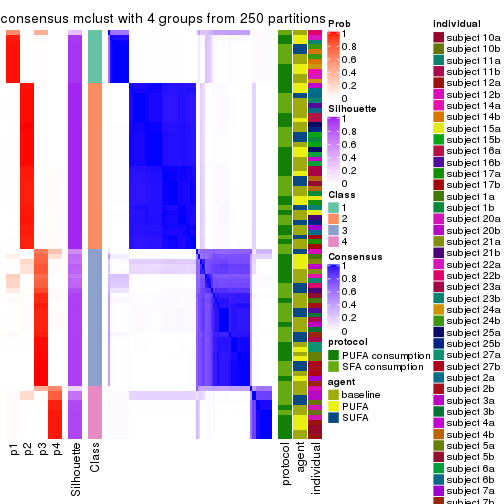 consensus mclust with 4 groups from 250 partitions
p1
p2
p3
p4
Silhouette
Class
protocol
agent
individual
Prob
1
0.8
0.6
0.4
0.2
0
Silhouette
1
0.8
0.6
0.4
0.2
0
Class
1
2
3
4
Consensus
1
0.8
0.6
0.4
0.2
0
protocol
PUFA consumption
SFA consumption
agent
baseline
PUFA
SUFA
individual
subject 10a
subject 10b
subject 11a
subject 11b
subject 12a
subject 12b
subject 14a
subject 14b
subject 15a
subject 15b
subject 16a
subject 16b
subject 17a
subject 17b
subject 1a
subject 1b
subject 20a
subject 20b
subject 21a
subject 21b
subject 22a
subject 22b
subject 23a
subject 23b
subject 24a
subject 24b
subject 25a
subject 25b
subject 27a
subject 27b
subject 2a
subject 2b
subject 3a
subject 3b
subject 4a
subject 4b
subject 5a
subject 5b
subject 6a
subject 6b
subject 7a
subject 7b